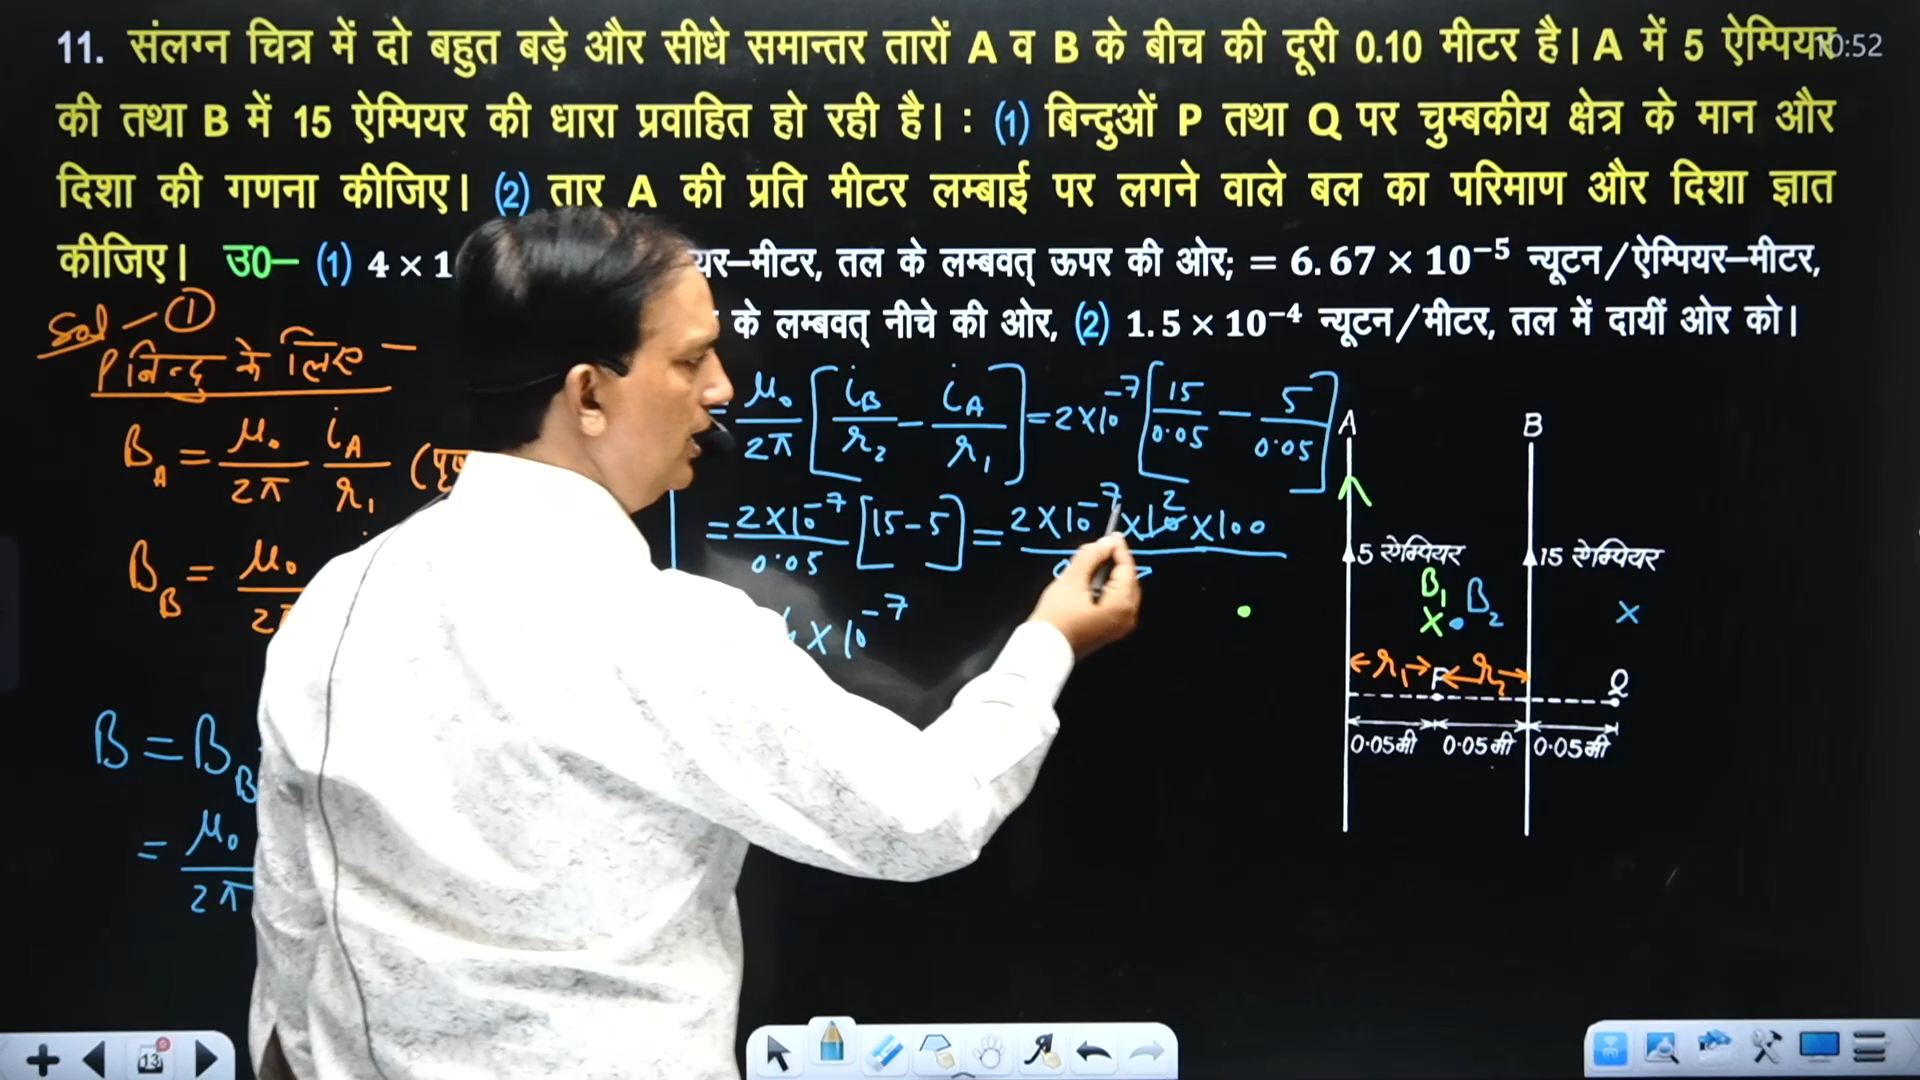 11. संलग्न चित्र में दो बहुत बड़े और सीधे समान्तर तारों A व B के बीच की दूरी 0.10 मीटर है| A में 5 ऐम्पियर
10:52
की तथा B में 15 ऐम्पियर की धारा प्रवाहित हो रही है| : (1) बिन्दुओं P तथा Q पर चुम्बकीय क्षेत्र के मान और
दिशा की गणना कीजिए| (2) तार A की प्रति मीटर लम्बाई पर लगने वाले बल का परिमाण और दिशा ज्ञात
कीजिए| उ0– (1) 4 × 1 यर–मीटर, तल के लम्बवत् ऊपर की ओर; = 6.67 × 10⁻⁵ न्यूटन/ऐम्पियर–मीटर,
के लम्बवत् नीचे की ओर, (2) 1.5 × 10⁻⁴ न्यूटन/मीटर, तल में दायीं ओर को|
Sol – ①
P बिन्दु के लिए –
B_A = μ₀/2π i_A/r₁ (पृष
B_B = μ₀/2
B = B_B
= μ₀/2π
= μ₀/2π [i_B/r₂ − i_A/r₁] = 2×10⁻⁷ [15/0.05 − 5/0.05]
= 2×10⁻⁷/0.05 [15−5] = 2×10⁻⁷×10²×100
×10⁻⁷
A B
5 ऐम्पियर 15 ऐम्पियर
B₁ X • B₂ X
r₁ P r₂ Q
0.05मी 0.05मी 0.05मी
13